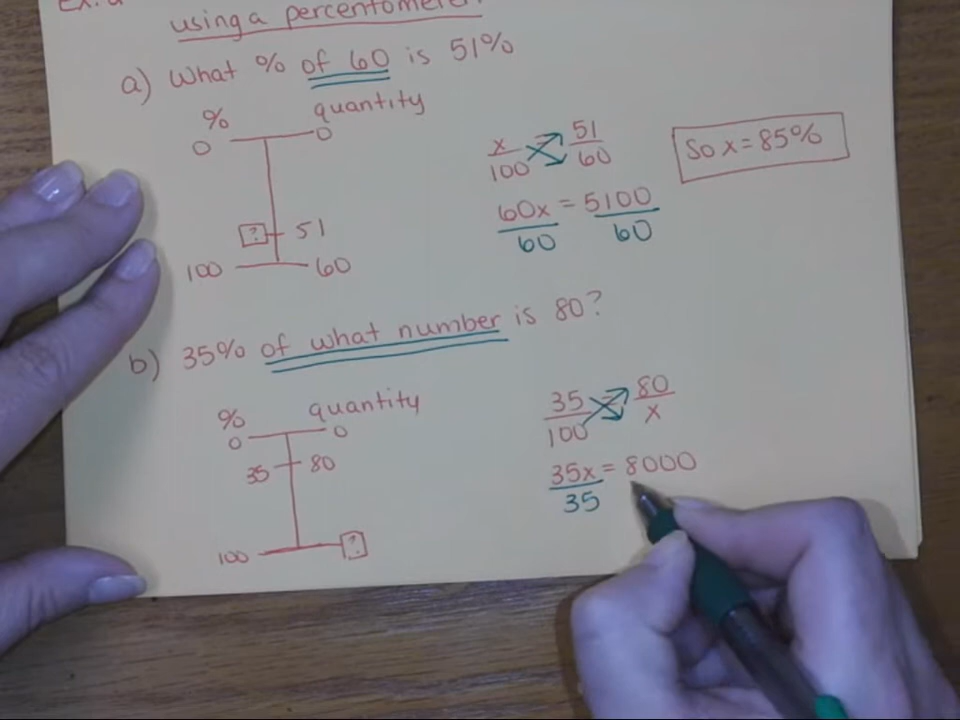 Ex. a
using a percentometer.
a) What % of 60 is 51%
% quantity
0 0
? 51
100 60
x/100 = 51/60
60x/60 = 5100/60
So x = 85%
b) 35% of what number is 80?
% quantity
0 0
35 80
100 ?
35/100 = 80/x
35x = 8000
35